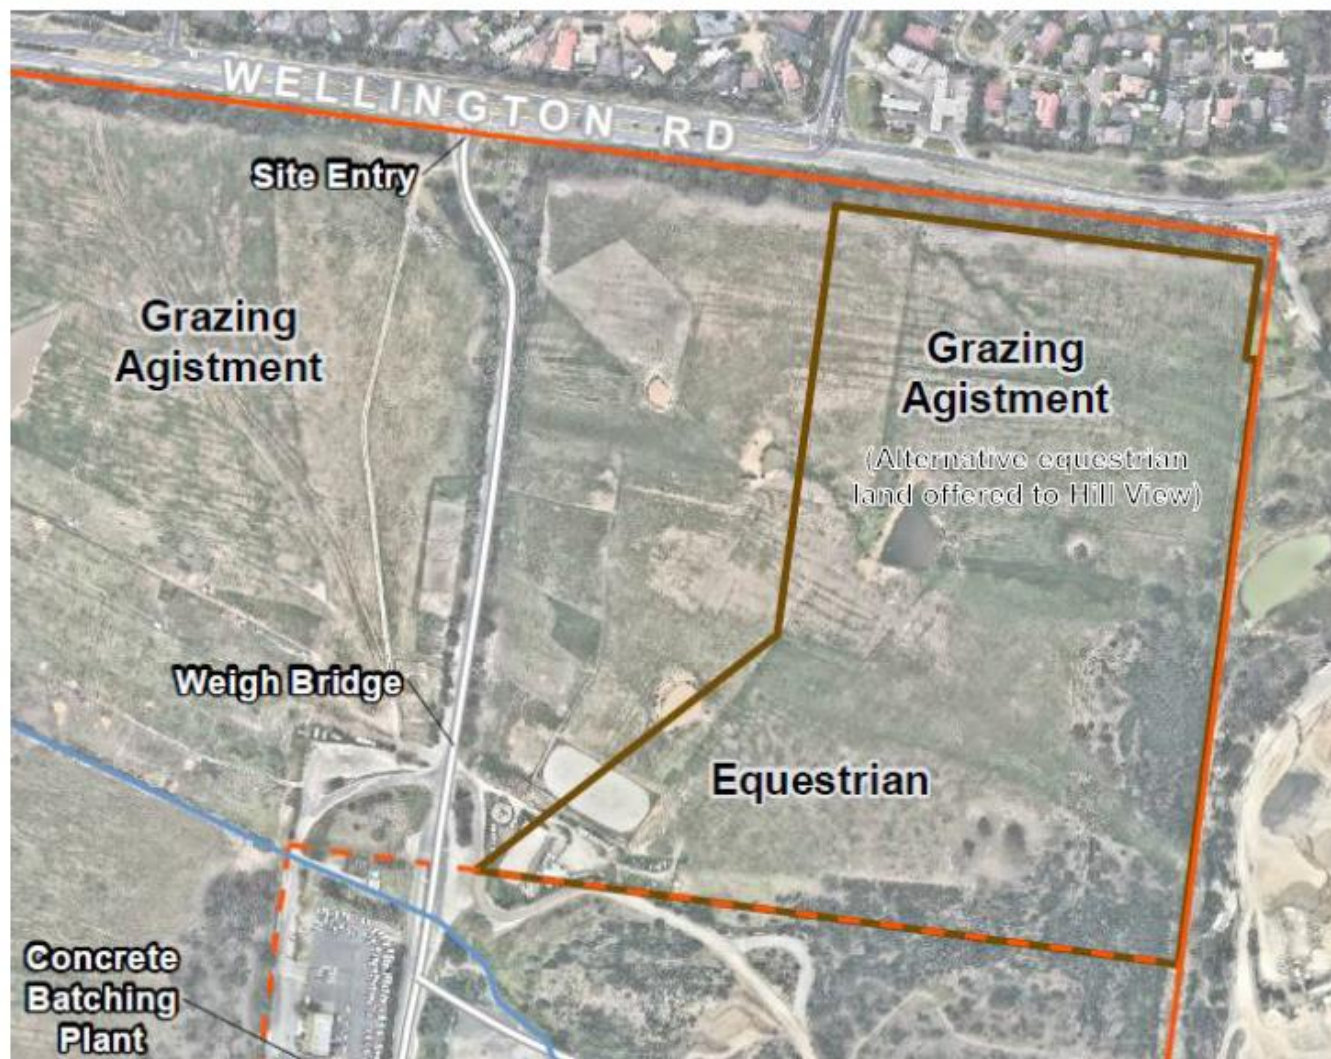 WELLINGTON RD
Site Entry
Grazing
Agistment
Grazing
Agistment
(Alternative equestrian
land offered to Hill View)
Weigh Bridge
Equestrian
Concrete
Batching
Plant